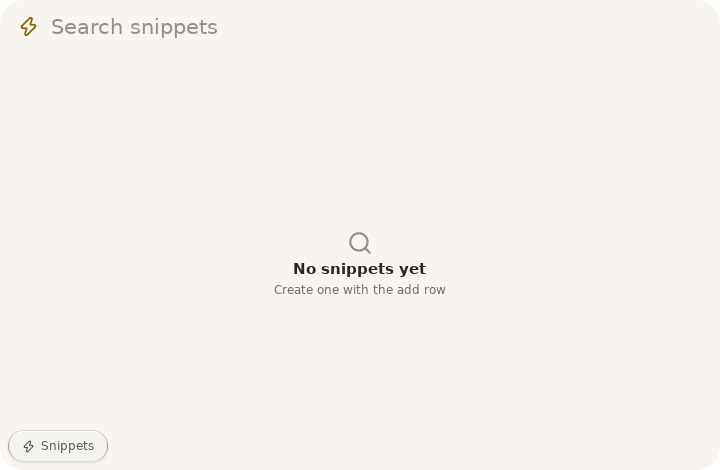 Search snippets
No snippets yet
Create one with the add row
Snippets